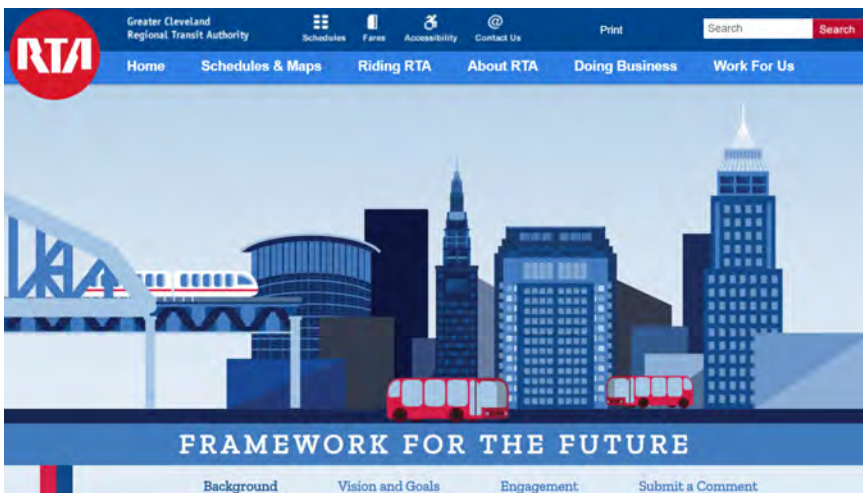 RTA
Greater Cleveland
Regional Transit Authority
Schedules
Fares
Accessibility
@
Contact Us
Print
Search
Search
Home Schedules & Maps Riding RTA About RTA Doing Business Work For Us
FRAMEWORK FOR THE FUTURE
Background Vision and Goals Engagement Submit a Comment